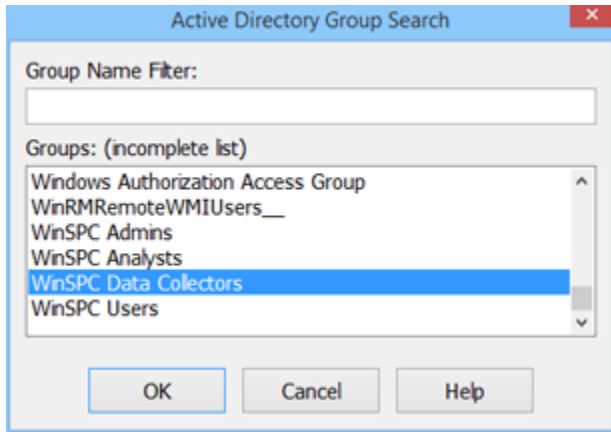 Active Directory Group Search
Group Name Filter:
Groups: (incomplete list)
Windows Authorization Access Group
WinRMRemoteWMIUsers__
WinSPC Admins
WinSPC Analysts
WinSPC Data Collectors
WinSPC Users
OK Cancel Help